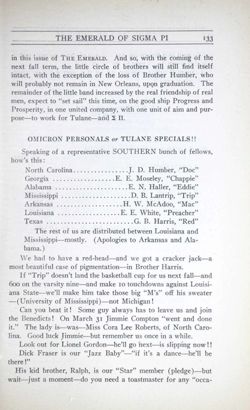 THE EMERALD OF SIGMA PI 133
in this issue of THE EMERALD. And so, with the coming of the
next fall term, the little circle of brothers will still find itself
intact, with the exception of the loss of Brother Humber, who
will probably not remain in New Orleans, upon graduation. The
remainder of the little band increased by the real friendship of real
men, expect to "set sail" this time, on the good ship Progress and
Prosperity, in one united company, with one unit of aim and pur-
pose—to work for Tulane—and Σ Π.
OMICRON PERSONALS or TULANE SPECIALS!!
Speaking of a representative SOUTHERN bunch of fellows,
how's this:
North Carolina...............J. D. Humber, "Doc"
Georgia...............E. E. Moseley, "Chappie"
Alabama...............E. N. Haller, "Eddie"
Mississippi...............D. B. Lantrip, "Trip"
Arkansas...............H. W. McAdoo, "Mac"
Louisiana...............E. E. White, "Preacher"
Texas...............G. B. Harris, "Red"
The rest of us are distributed between Louisiana and
Mississippi—mostly. (Apologies to Arkansas and Ala-
bama.)
We had to have a red-head—and we got a cracker jack—a
most beautiful case of pigmentation—in Brother Harris.
If "Trip" doesn't land the basketball cup for us next fall—and
600 on the varsity nine—and make to touchdowns against Louisi-
ana State—we'll make him take those big "M's" off his sweater
—(University of Mississippi)—not Michigan!
Can you beat it! Some guy always has to leave us and join
the Benedicts! On March 31 Jimmie Compton "went and done
it." The lady is—was—Miss Cora Lee Roberts, of North Caro-
lina. Good luck Jimmie—but remember us once in a while.
Look out for Lionel Gordon—he'll go next—is slipping now!!
Dick Fraser is our "Jazz Baby"—"if it's a dance—he'll be
there!"
His kid brother, Ralph, is our "Star" member (pledge)—but
wait—just a moment—do you need a toastmaster for any "occa-